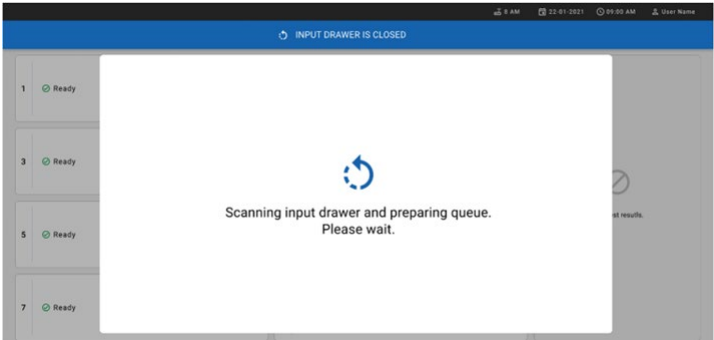 8 AM 22-01-2021 09:00 AM User Name
INPUT DRAWER IS CLOSED
1 Ready
3 Ready
Scanning input drawer and preparing queue.
Please wait.
st results.
5 Ready
7 Ready